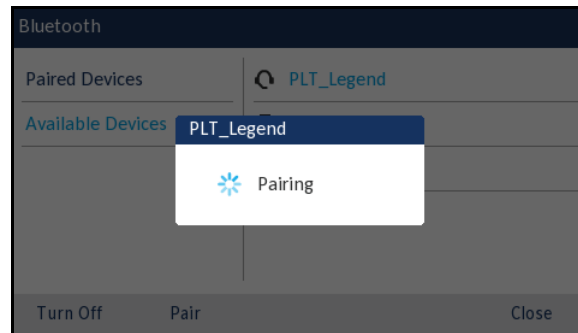 Bluetooth
Paired Devices
PLT_Legend
Available Devices
PLT_Legend
Pairing
Turn Off Pair Close